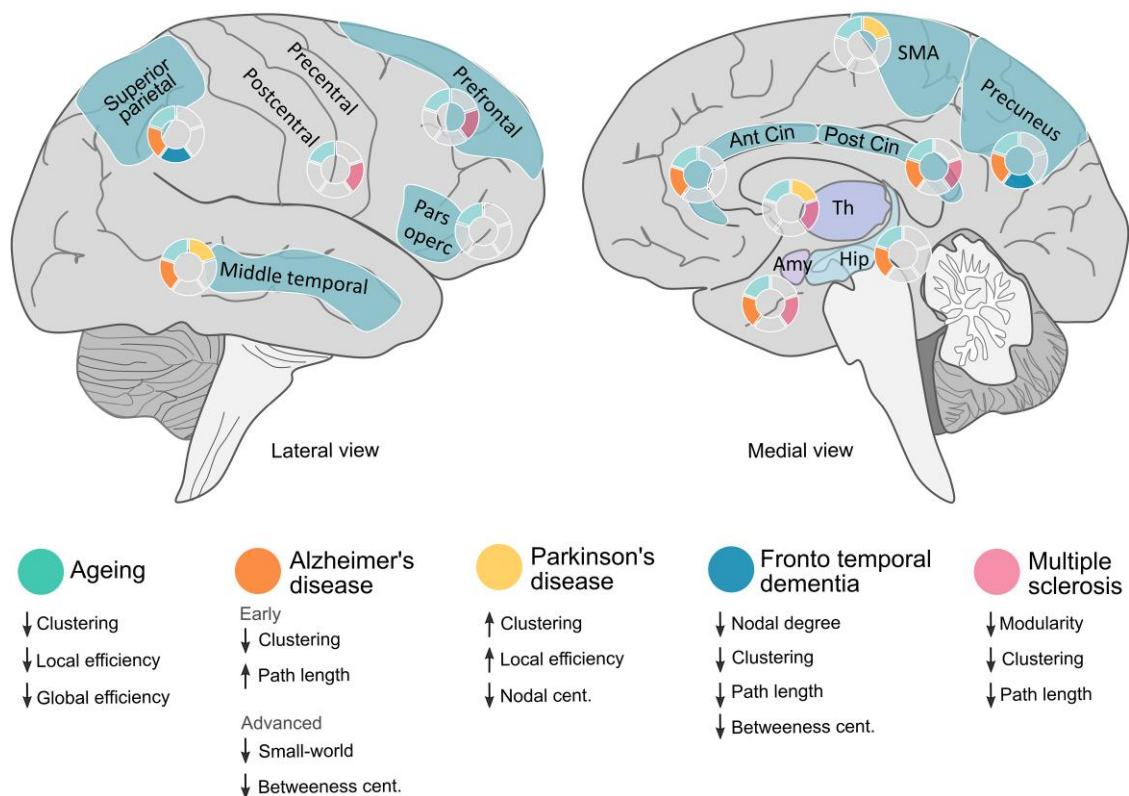 Superior
parietal
Postcentral
Precentral
Prefrontal
Pars
operc
Middle temporal
Lateral view
SMA
Precuneus
Ant Cin
Post Cin
Th
Amy
Hip
Medial view
Ageing
↓ Clustering
↓ Local efficiency
↓ Global efficiency
Alzheimer's
disease
Early
↓ Clustering
↑ Path length
Advanced
↓ Small-world
↓ Betweeness cent.
Parkinson's
disease
↑ Clustering
↑ Local efficiency
↓ Nodal cent.
Fronto temporal
dementia
↓ Nodal degree
↓ Clustering
↓ Path length
↓ Betweeness cent.
Multiple
sclerosis
↓ Modularity
↓ Clustering
↓ Path length